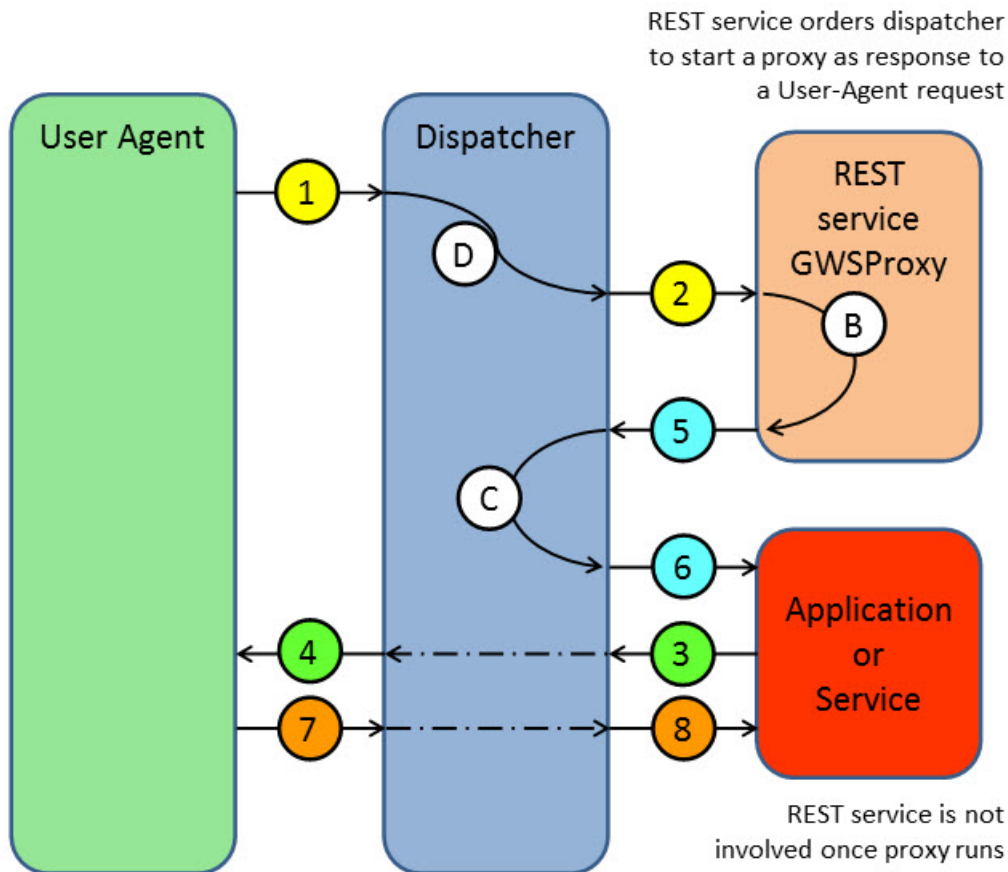 REST service orders dispatcher
to start a proxy as response to
a User-Agent request
User Agent
Dispatcher
REST
service
GWSProxy
1
D
2
B
5
C
6
Application
or
Service
4
3
7
8
REST service is not
involved once proxy runs